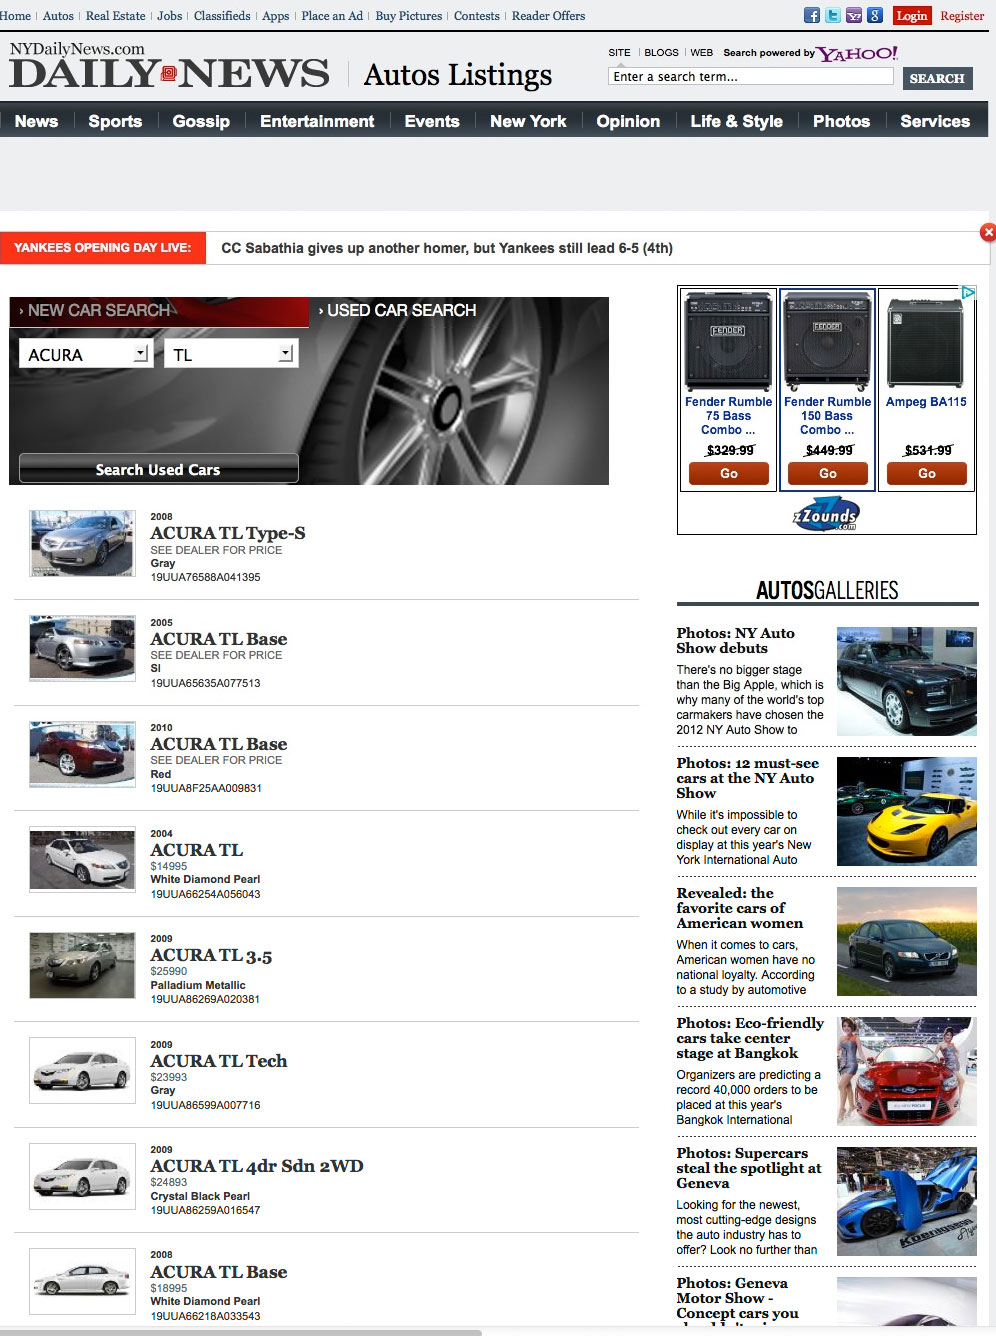 Home | Autos | Real Estate | Jobs | Classifieds | Apps | Place an Ad | Buy Pictures | Contests | Reader Offers
Login Register
NYDailyNews.com
DAILY NEWS
Autos Listings
SITE | BLOGS | WEB Search powered by YAHOO!
Enter a search term...
SEARCH
News Sports Gossip Entertainment Events New York Opinion Life & Style Photos Services
YANKEES OPENING DAY LIVE: CC Sabathia gives up another homer, but Yankees still lead 6-5 (4th)
› NEW CAR SEARCH
› USED CAR SEARCH
ACURA TL
Search Used Cars
2008
ACURA TL Type-S
SEE DEALER FOR PRICE
Gray
19UUA76588A041395
2005
ACURA TL Base
SEE DEALER FOR PRICE
Sl
19UUA65635A077513
2010
ACURA TL Base
SEE DEALER FOR PRICE
Red
19UUA8F25AA009831
2004
ACURA TL
$14995
White Diamond Pearl
19UUA66254A056043
2009
ACURA TL 3.5
$25990
Palladium Metallic
19UUA86269A020381
2009
ACURA TL Tech
$23993
Gray
19UUA86599A007716
2009
ACURA TL 4dr Sdn 2WD
$24893
Crystal Black Pearl
19UUA86259A016547
2008
ACURA TL Base
$18995
White Diamond Pearl
19UUA66218A033543
FENDER
Fender Rumble
75 Bass
Combo ...
$329.99
Go
FENDER
Fender Rumble
150 Bass
Combo ...
$449.99
Go
Ampeg BA115
$531.99
Go
zZounds
.com
AUTOSGALLERIES
Photos: NY Auto
Show debuts
There's no bigger stage
than the Big Apple, which is
why many of the world's top
carmakers have chosen the
2012 NY Auto Show to
Photos: 12 must-see
cars at the NY Auto
Show
While it's impossible to
check out every car on
display at this year's New
York International Auto
Revealed: the
favorite cars of
American women
When it comes to cars,
American women have no
national loyalty. According
to a study by automotive
Photos: Eco-friendly
cars take center
stage at Bangkok
Organizers are predicting a
record 40,000 orders to be
placed at this year's
Bangkok International
Photos: Supercars
steal the spotlight at
Geneva
Looking for the newest,
most cutting-edge designs
the auto industry has to
offer? Look no further than
Koenigsegg
Photos: Geneva
Motor Show -
Concept cars you